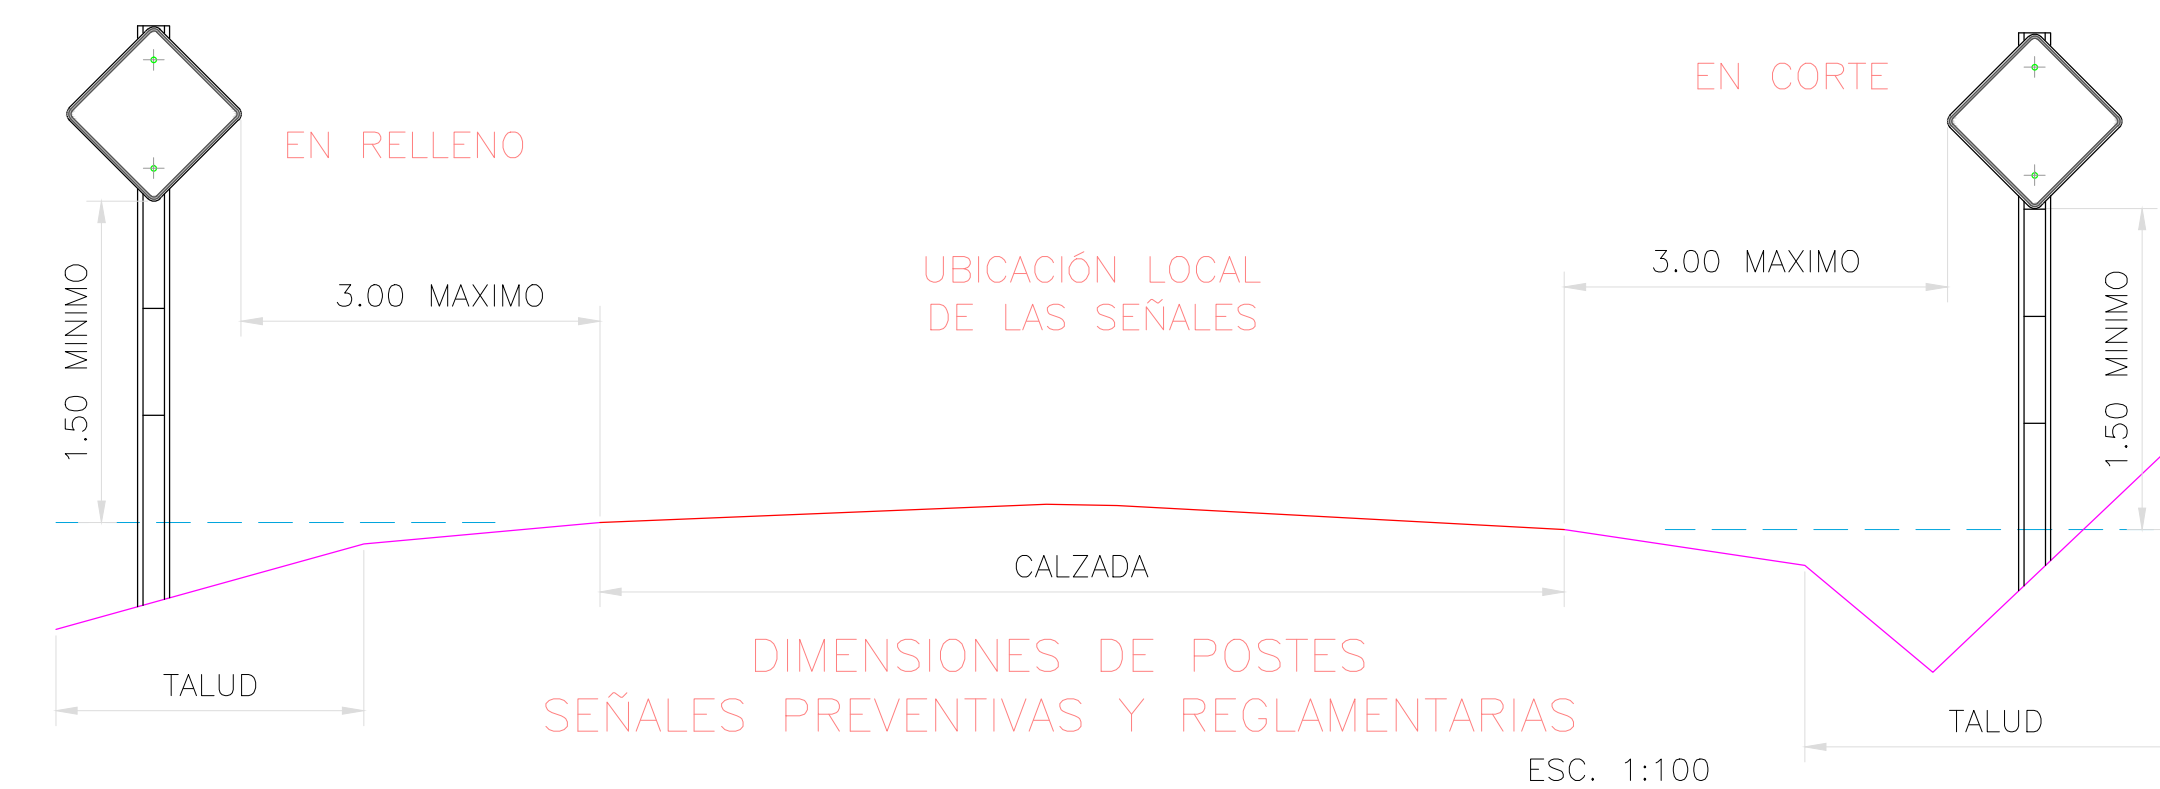 EN CORTE
EN RELLENO
UBICACIÓN LOCAL
DE LAS SEÑALES
3.00 MAXIMO
3.00 MAXIMO
1.50 MINIMO
1.50 MINIMO
CALZADA
DIMENSIONES DE POSTES
SEÑALES PREVENTIVAS Y REGLAMENTARIAS
TALUD
TALUD
ESC. 1:100